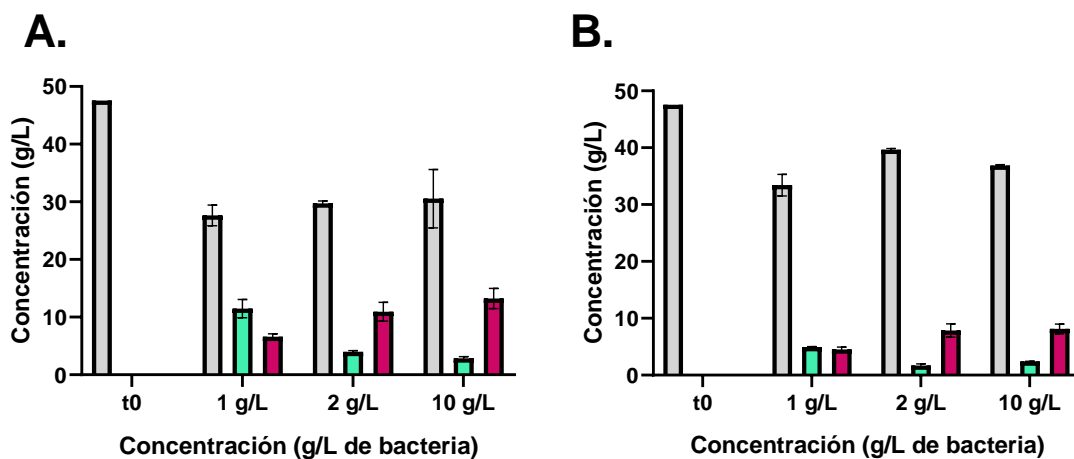 A.
Concentración (g/L)
50
40
30
20
10
0
t0 1 g/L 2 g/L 10 g/L
Concentración (g/L de bacteria)
B.
Concentración (g/L)
50
40
30
20
10
0
t0 1 g/L 2 g/L 10 g/L
Concentración (g/L de bacteria)